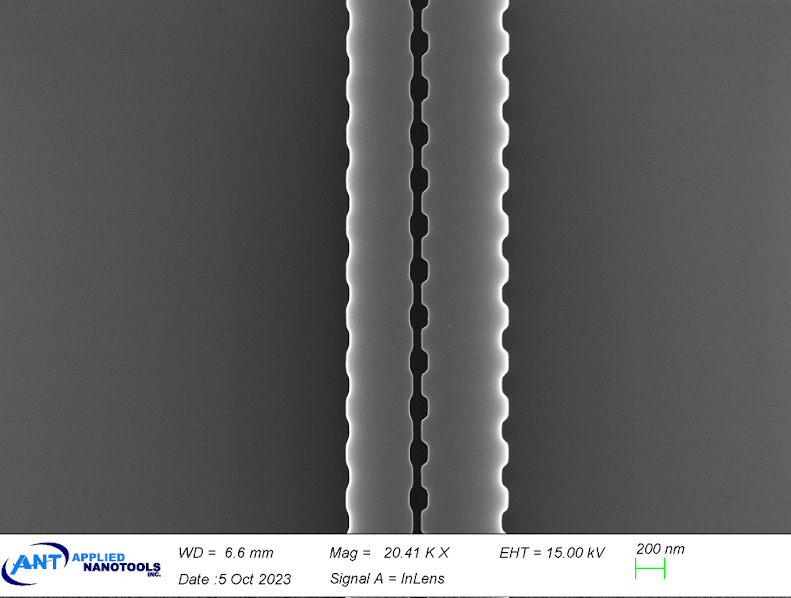 ANT APPLIED NANOTOOLS INC.
WD = 6.6 mm Mag = 20.41 K X EHT = 15.00 kV 200 nm
Date :5 Oct 2023 Signal A = InLens